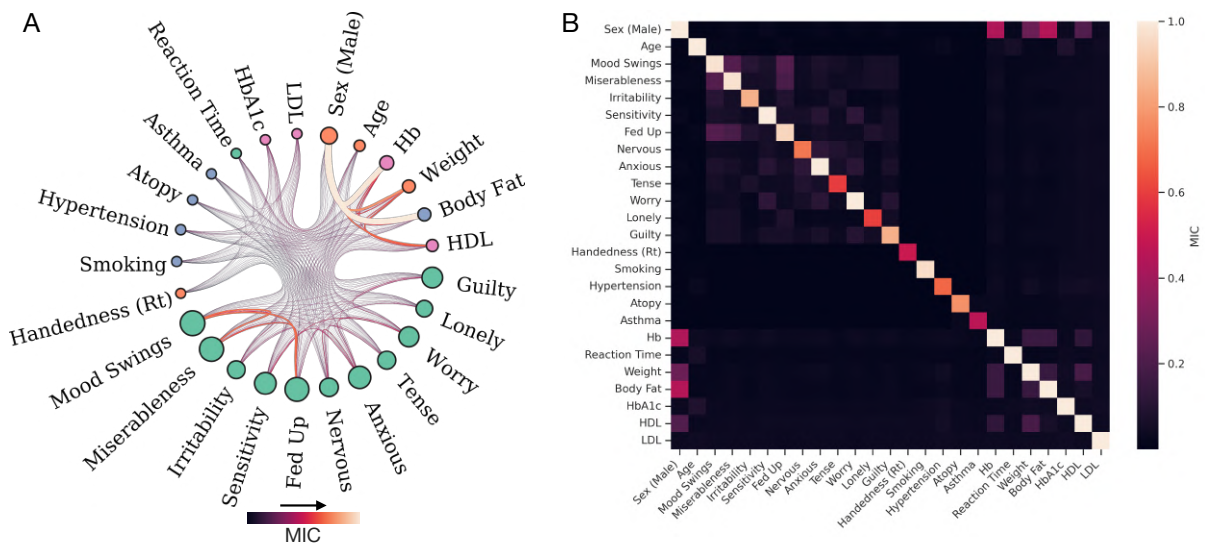 A
Sex (Male)
Age
Hb
Weight
Body Fat
HDL
Guilty
Lonely
Worry
Tense
Anxious
Nervous
Fed Up
Sensitivity
Irritability
Miserableness
Mood Swings
Handedness (Rt)
Smoking
Hypertension
Atopy
Asthma
Reaction Time
HbA1c
LDL
MIC
B
Sex (Male)
Age
Mood Swings
Miserableness
Irritability
Sensitivity
Fed Up
Nervous
Anxious
Tense
Worry
Lonely
Guilty
Handedness (Rt)
Smoking
Hypertension
Atopy
Asthma
Hb
Reaction Time
Weight
Body Fat
HbA1c
HDL
LDL
Sex (Male)
Age
Mood Swings
Miserableness
Irritability
Sensitivity
Fed Up
Nervous
Anxious
Tense
Worry
Lonely
Guilty
Handedness (Rt)
Smoking
Hypertension
Atopy
Asthma
Hb
Reaction Time
Weight
Body Fat
HbA1c
HDL
LDL
1.0
0.8
0.6
0.4
0.2
MIC